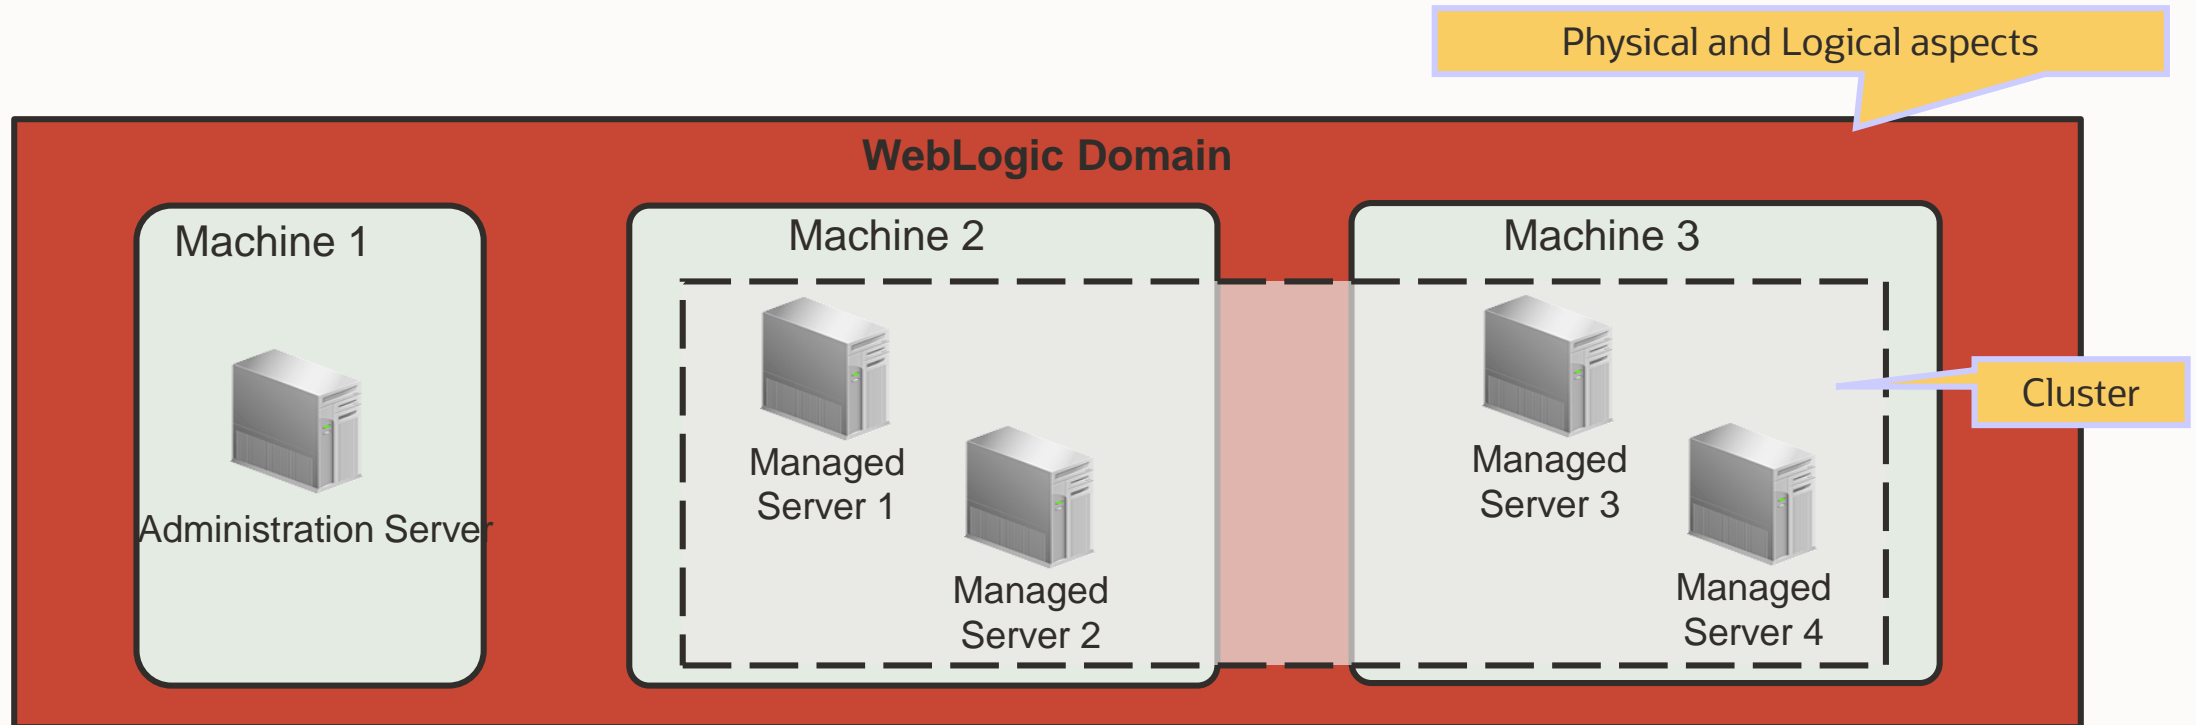 Physical and Logical aspects
WebLogic Domain
Machine 1
Administration Server
Machine 2
Managed
Server 1
Managed
Server 2
Machine 3
Managed
Server 3
Managed
Server 4
Cluster